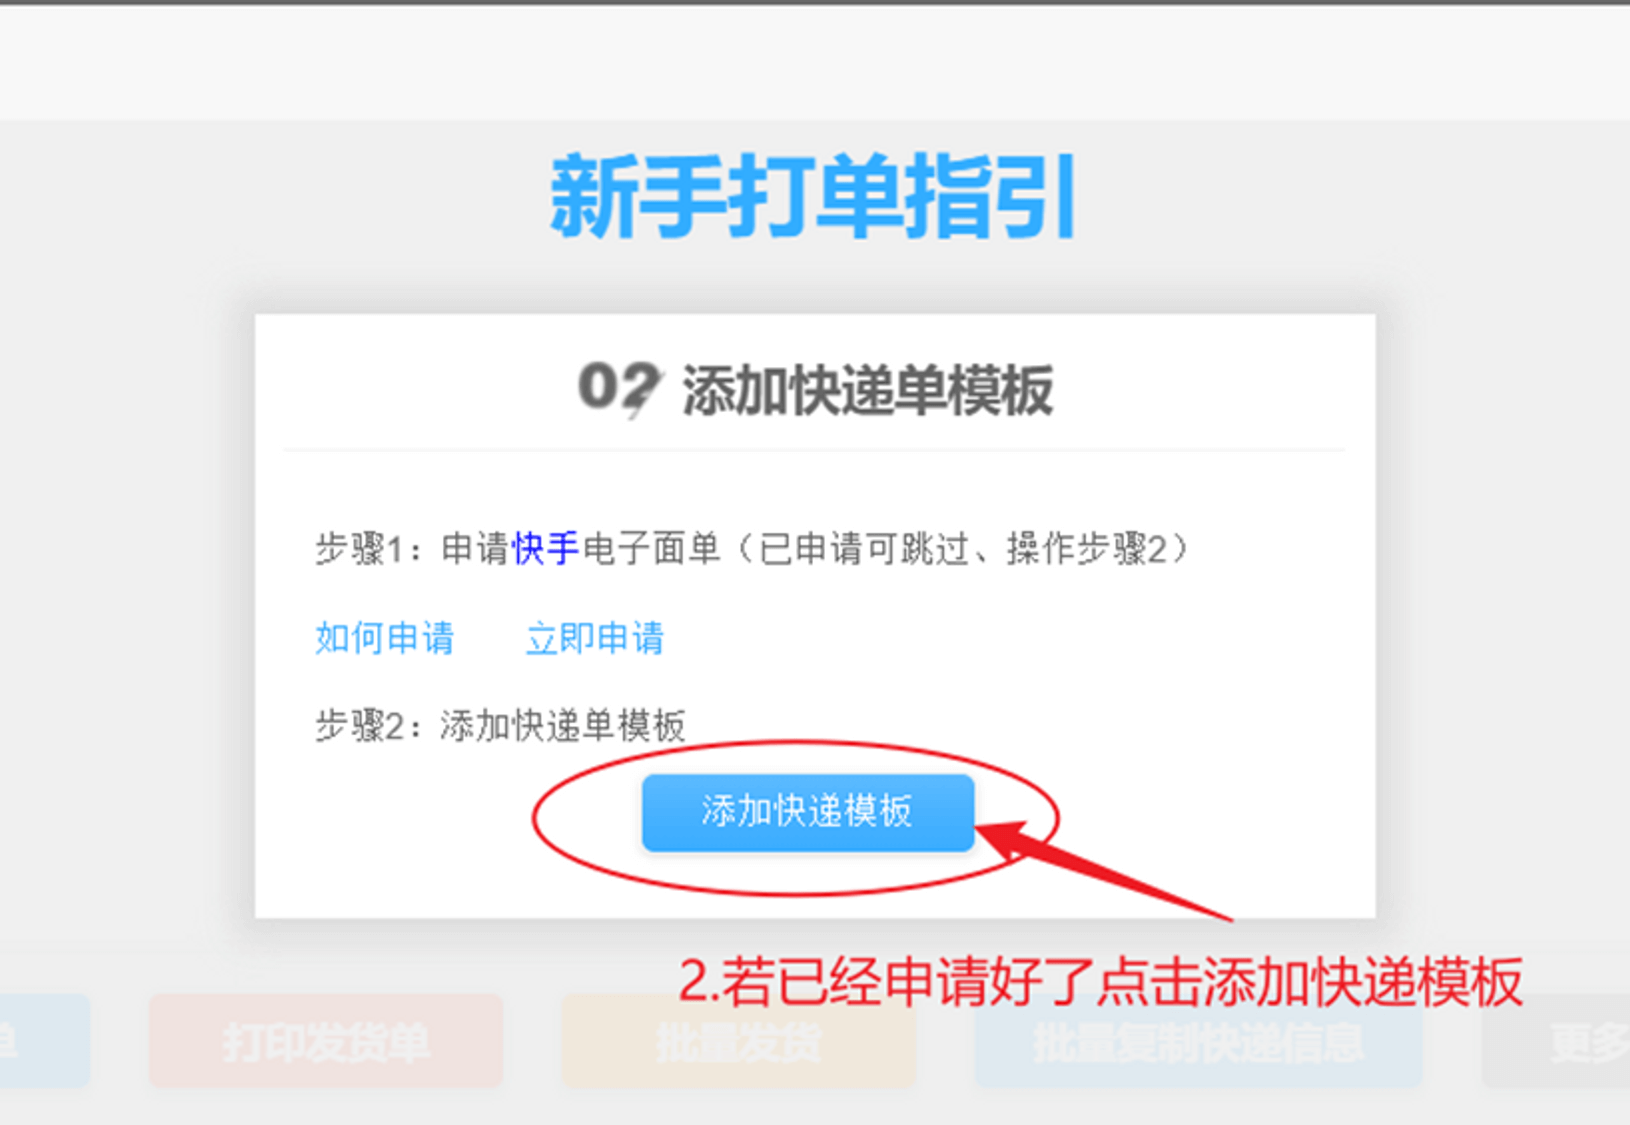 新手打单指引
02 添加快递单模板
步骤1：申请快手电子面单（已申请可跳过、操作步骤2）
如何申请 立即申请
步骤2：添加快递单模板
添加快递模板
2.若已经申请好了点击添加快递模板
单 打印发货单 批量发货 批量复制快递信息 更多